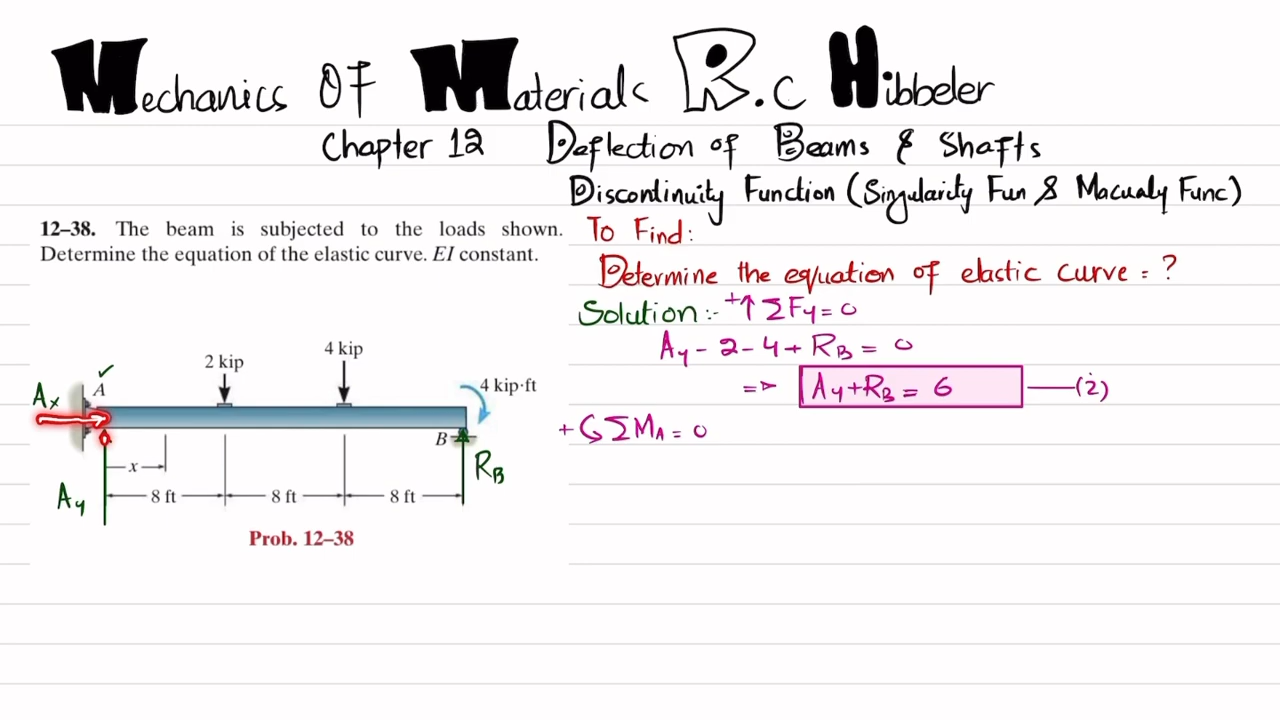 Mechanics Of Materials R.c Hibbeler
Chapter 12 Deflection of Beams & Shafts
Discontinuity Function (Singularity Fun & Macualy Func)
12–38. The beam is subjected to the loads shown.
Determine the equation of the elastic curve. EI constant.
To Find:
Determine the equation of elastic curve = ?
Solution:- +↑ ΣFy = 0
Ay - 2 - 4 + RB = 0
=> Ay + RB = 6 —(i)
+↺ ΣMA = 0
4 kip
2 kip
A
4 kip·ft
Ax
B
RB
x
Ay
8 ft 8 ft 8 ft
Prob. 12–38